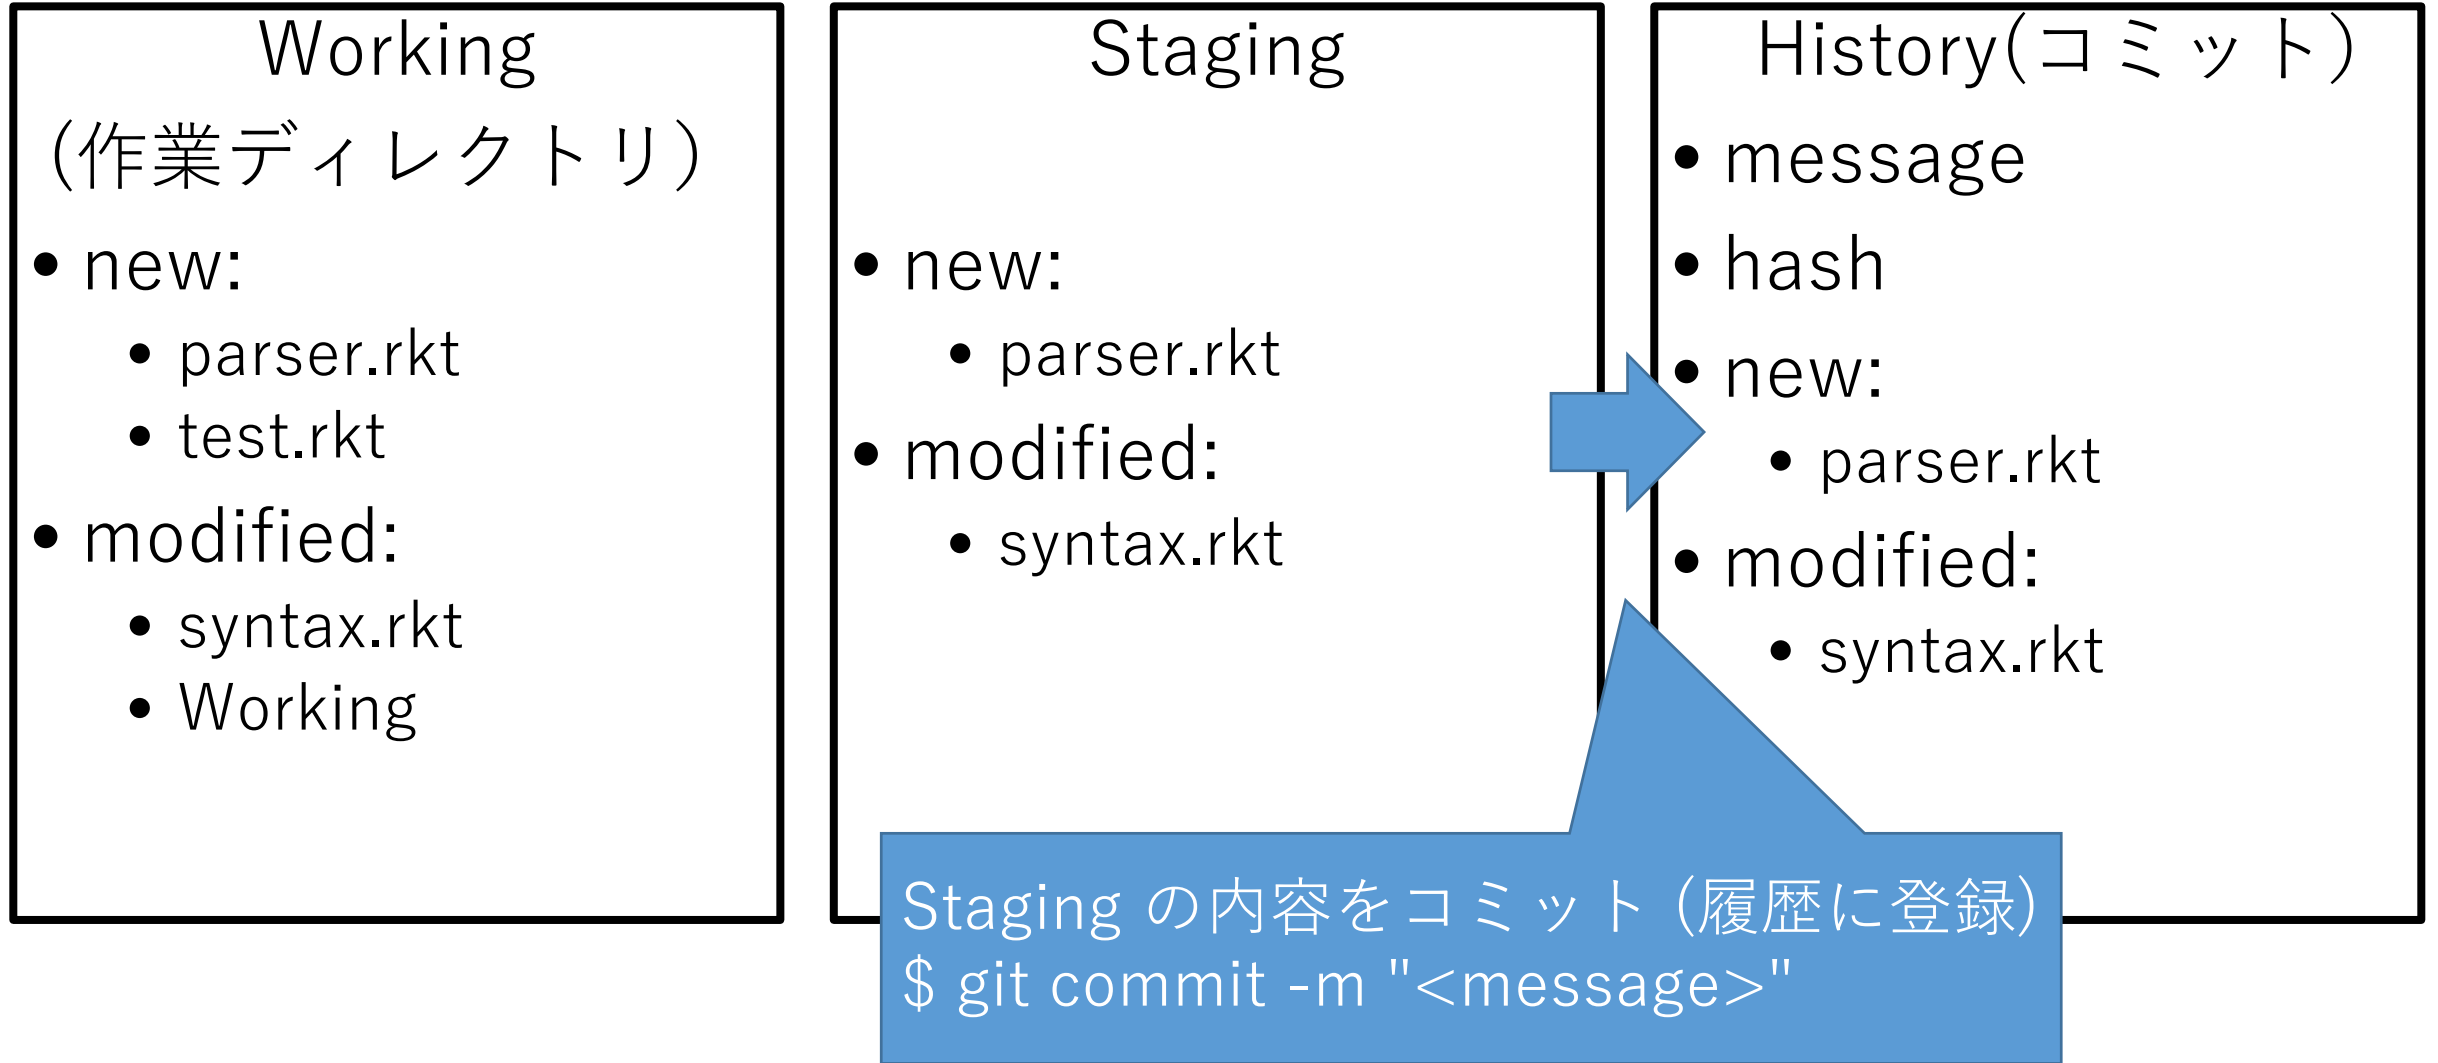 Working
(作業ディレクトリ)
• new:
• parser.rkt
• test.rkt
• modified:
• syntax.rkt
• Working
Staging
• new:
• parser.rkt
• modified:
• syntax.rkt
History(コミット)
• message
• hash
• new:
• parser.rkt
• modified:
• syntax.rkt
Staging の内容をコミット (履歴に登録)
$ git commit -m "<message>"